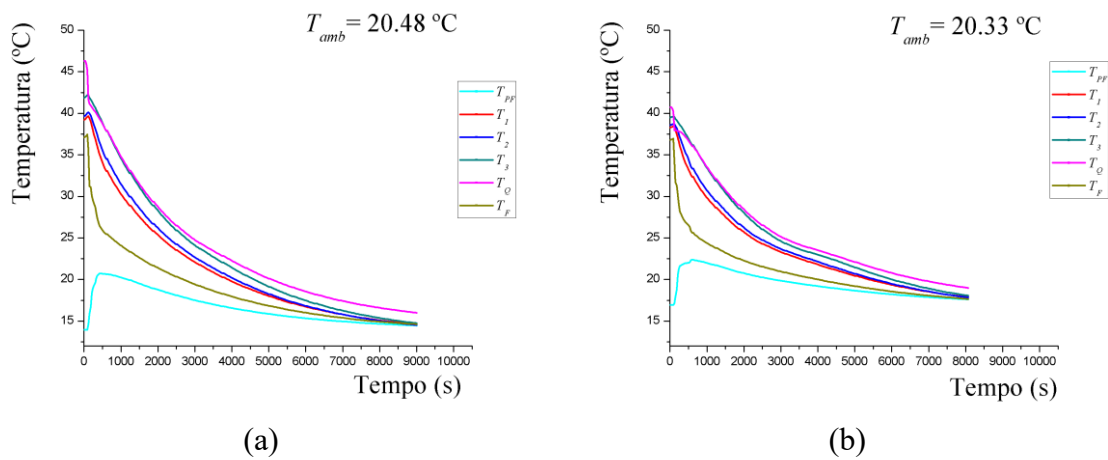 T_amb = 20.48 ºC
Temperatura (ºC)
50
45
40
35
30
25
20
15
0 1000 2000 3000 4000 5000 6000 7000 8000 9000 10000
Tempo (s)
T_PF
T_1
T_2
T_3
T_Q
T_F
(a)
T_amb = 20.33 ºC
Temperatura (ºC)
50
45
40
35
30
25
20
15
0 1000 2000 3000 4000 5000 6000 7000 8000 9000 10000
Tempo (s)
T_PF
T_1
T_2
T_3
T_Q
T_F
(b)